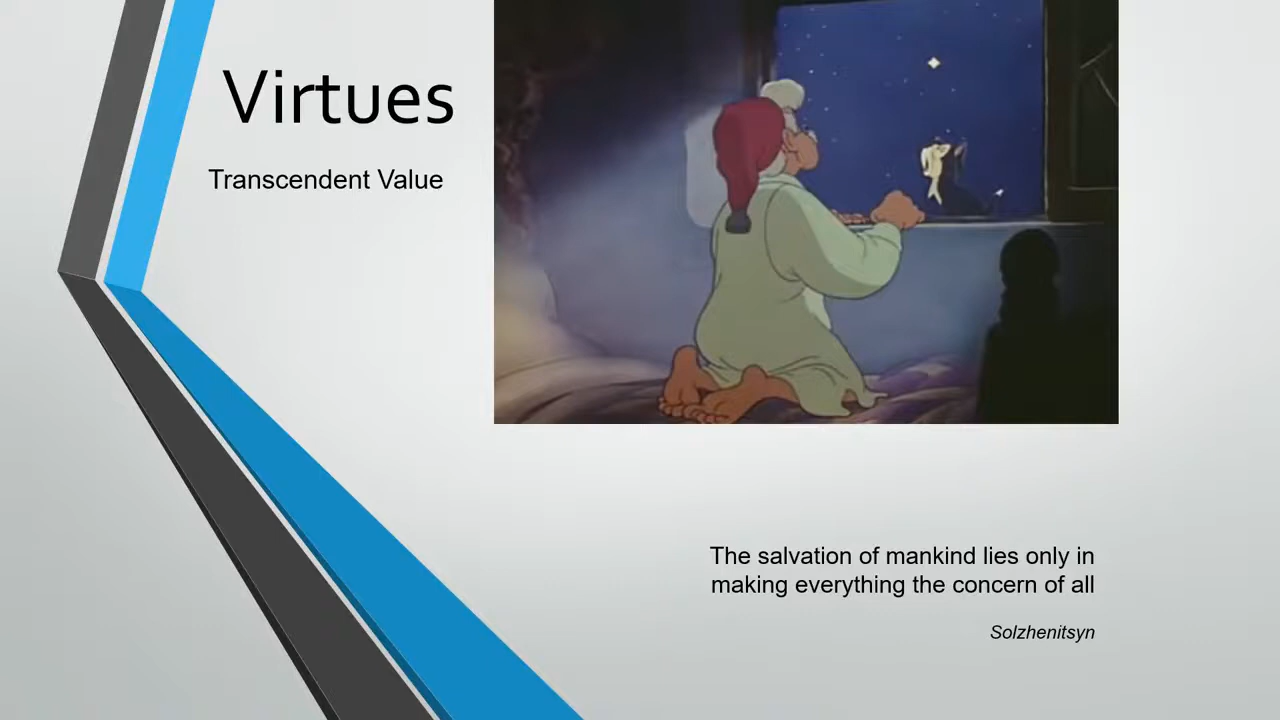 Virtues
Transcendent Value
The salvation of mankind lies only in
making everything the concern of all
Solzhenitsyn